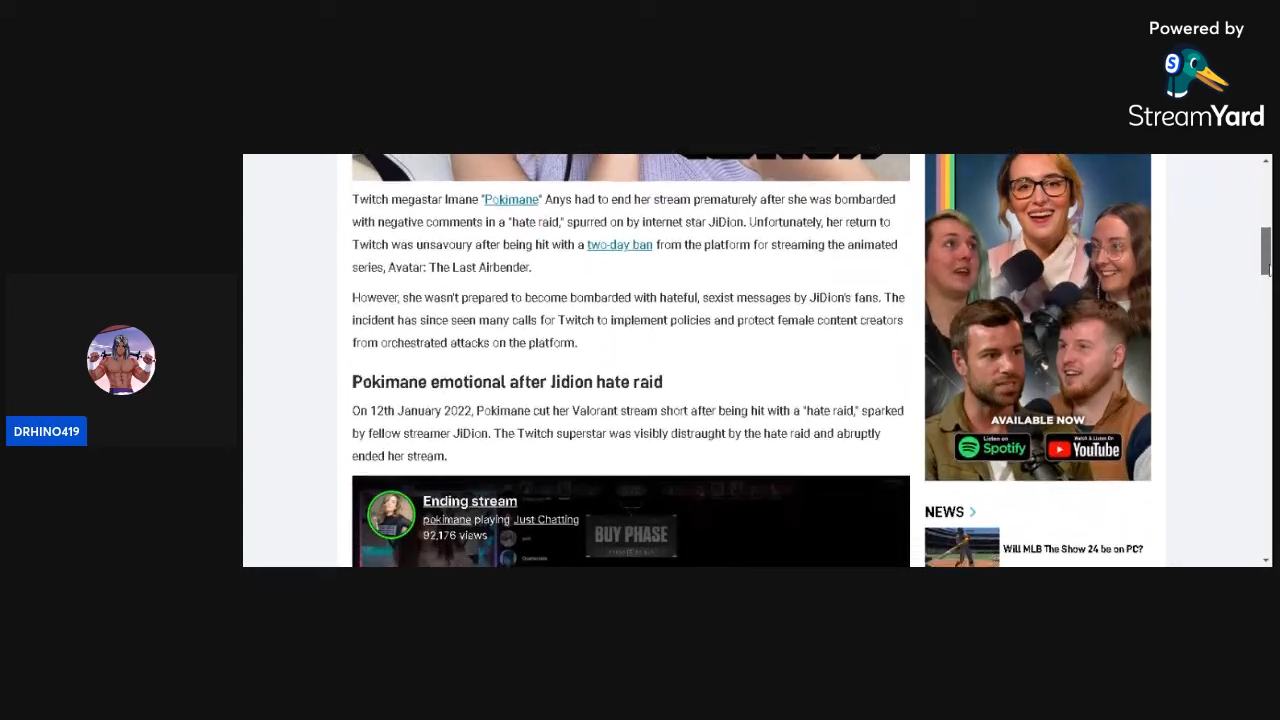 Powered by
StreamYard
Twitch megastar Imane "Pokimane" Anys had to end her stream prematurely after she was bombarded
with negative comments in a "hate raid," spurred on by internet star JiDion. Unfortunately, her return to
Twitch was unsavoury after being hit with a two-day ban from the platform for streaming the animated
series, Avatar: The Last Airbender.
However, she wasn't prepared to become bombarded with hateful, sexist messages by JiDion's fans. The
incident has since seen many calls for Twitch to implement policies and protect female content creators
from orchestrated attacks on the platform.
Pokimane emotional after Jidion hate raid
On 12th January 2022, Pokimane cut her Valorant stream short after being hit with a "hate raid," sparked
by fellow streamer JiDion. The Twitch superstar was visibly distraught by the hate raid and abruptly
ended her stream.
Ending stream
pokimane playing Just Chatting
92,176 views
BUY PHASE
AVAILABLE NOW
Listen on
Spotify
Watch & Listen On
YouTube
NEWS
Will MLB The Show 24 be on PC?
DRHINO419